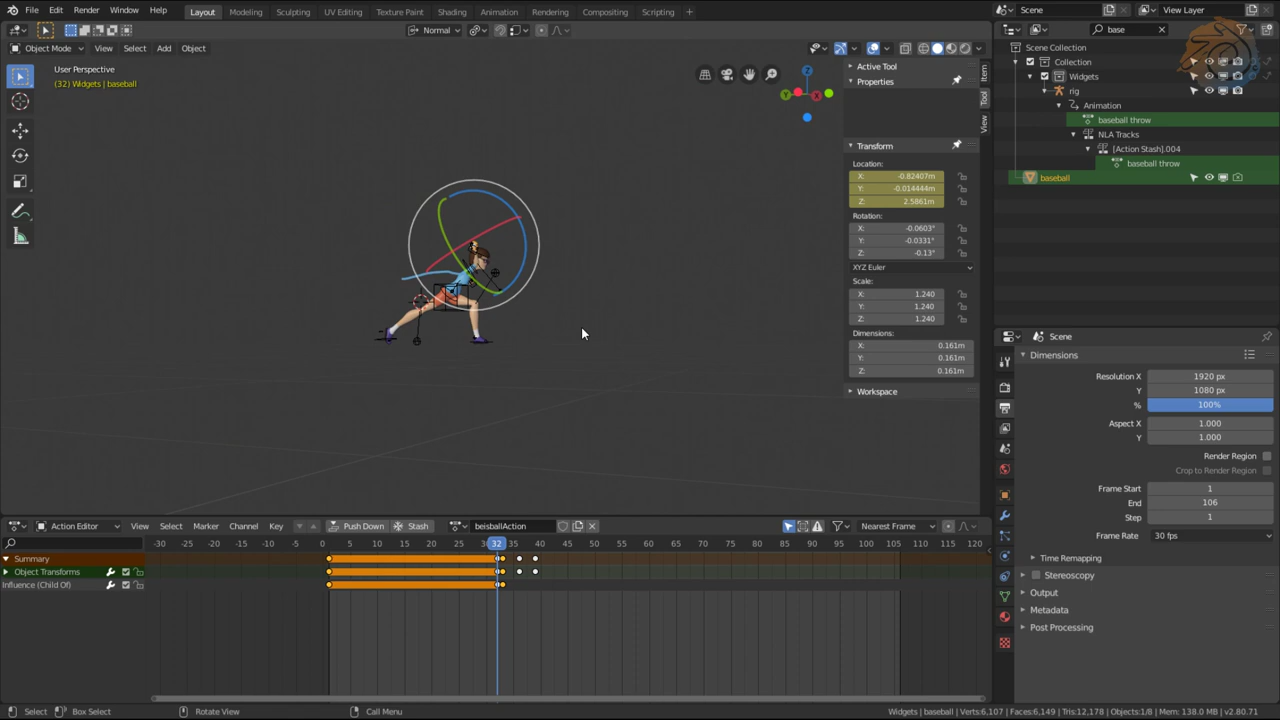 File Edit Render Window Help Layout Modeling Sculpting UV Editing Texture Paint Shading Animation Rendering Compositing Scripting + Scene View Layer
Normal base
Object Mode View Select Add Object
User Perspective
(32) Widgets | baseball
Active Tool
Properties
Transform
Location:
X: -0.82407m
Y: -0.014444m
Z: 2.5861m
Rotation:
X: -0.0603°
Y: -0.0331°
Z: -0.13°
XYZ Euler
Scale:
X: 1.240
Y: 1.240
Z: 1.240
Dimensions:
X: 0.161m
Y: 0.161m
Z: 0.161m
Workspace
Item
Tool
View
Z
Y
X
Scene Collection
Collection
Widgets
rig
Animation
baseball throw
NLA Tracks
[Action Stash].004
baseball throw
baseball
Scene
Dimensions
Resolution X 1920 px
Y 1080 px
% 100%
Aspect X 1.000
Y 1.000
Render Region
Crop to Render Region
Frame Start 1
End 106
Step 1
Frame Rate 30 fps
Time Remapping
Stereoscopy
Output
Metadata
Post Processing
Action Editor View Select Marker Channel Key Push Down Stash beisballAction Nearest Frame
-30 -25 -20 -15 -10 -5 0 5 10 15 20 25 32 35 40 45 50 55 60 65 70 75 80 85 90 95 100 105 110 115 120
Summary
Object Transforms
Influence (Child Of)
Select Box Select Rotate View Call Menu Widgets | baseball | Verts:6,107 | Faces:6,149 | Tris:12,178 | Objects:1/8 | Mem: 138.0 MB | v2.80.71